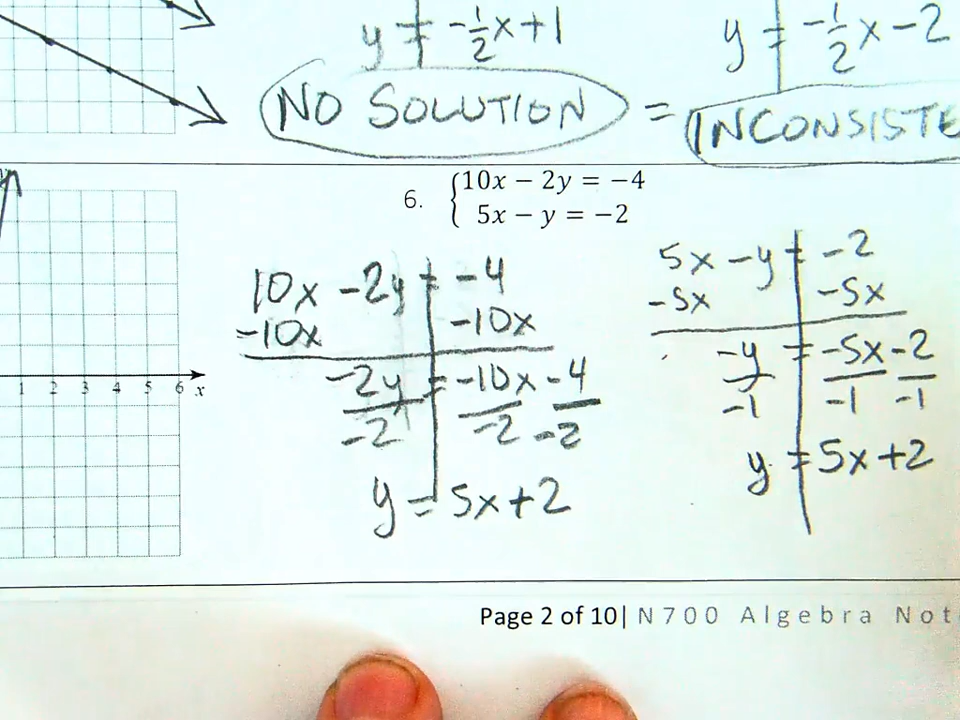 y = -1/2x+1
y = -1/2x-2
NO SOLUTION = INCONSISTE
6. {10x − 2y = −4
5x − y = −2
10x -2y = -4
-10x -10x
-2y = -10x -4
-2 -2 -2
y = 5x+2
5x -y = -2
-5x -5x
-y = -5x -2
-1 -1 -1
y = 5x+2
1 2 3 4 5 6 x
Page 2 of 10| N700 Algebra Not